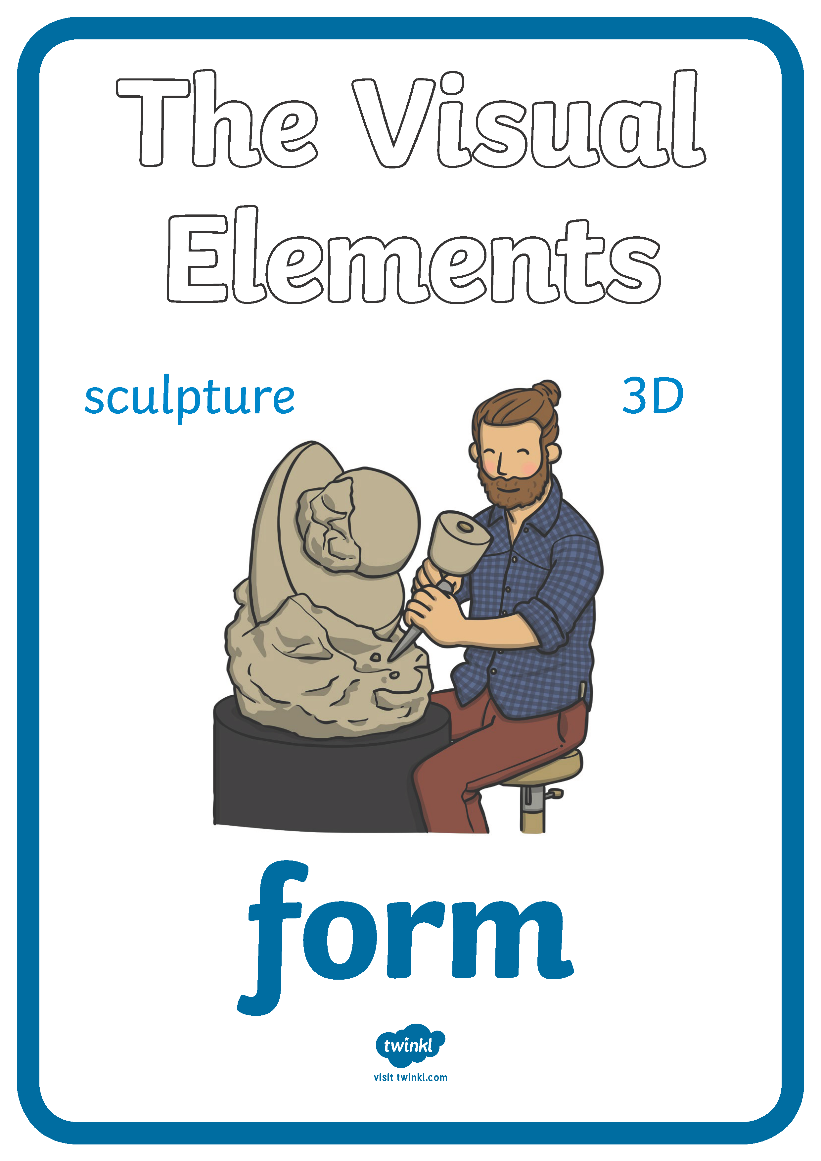 The Visual
Elements
sculpture 3D
form
twinkl
visit twinkl.com